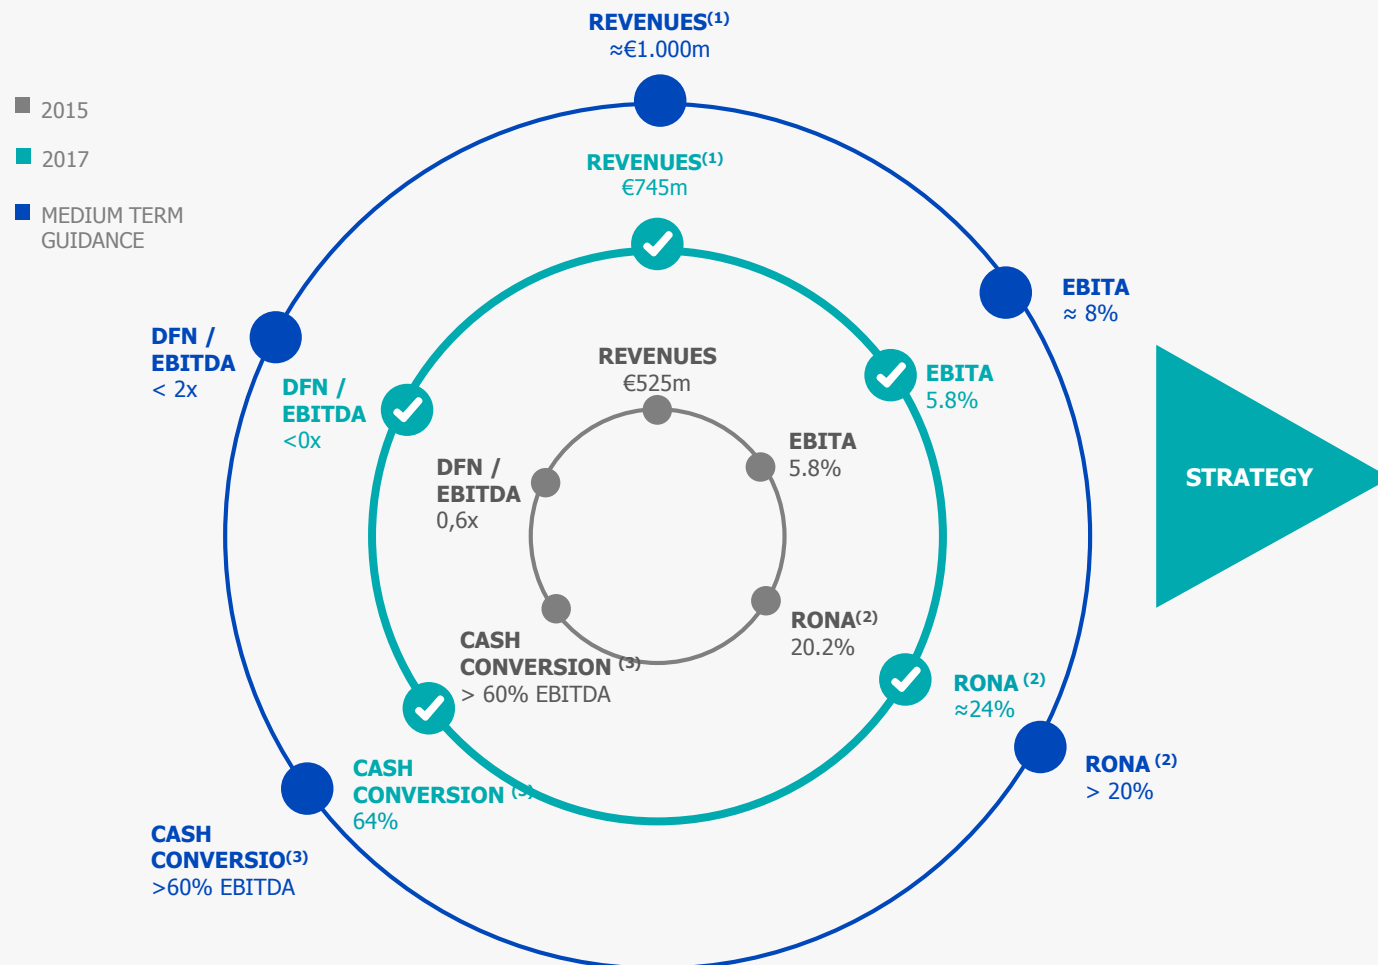 REVENUES(1)
≈€1.000m
2015
2017
MEDIUM TERM
GUIDANCE
REVENUES(1)
€745m
EBITA
≈ 8%
DFN /
EBITDA
< 2x
DFN /
EBITDA
<0x
REVENUES
€525m
EBITA
5.8%
EBITA
5.8%
DFN /
EBITDA
0,6x
STRATEGY
RONA(2)
20.2%
CASH
CONVERSION (3)
> 60% EBITDA
RONA (2)
≈24%
RONA (2)
> 20%
CASH
CONVERSION (3)
64%
CASH
CONVERSIO(3)
>60% EBITDA